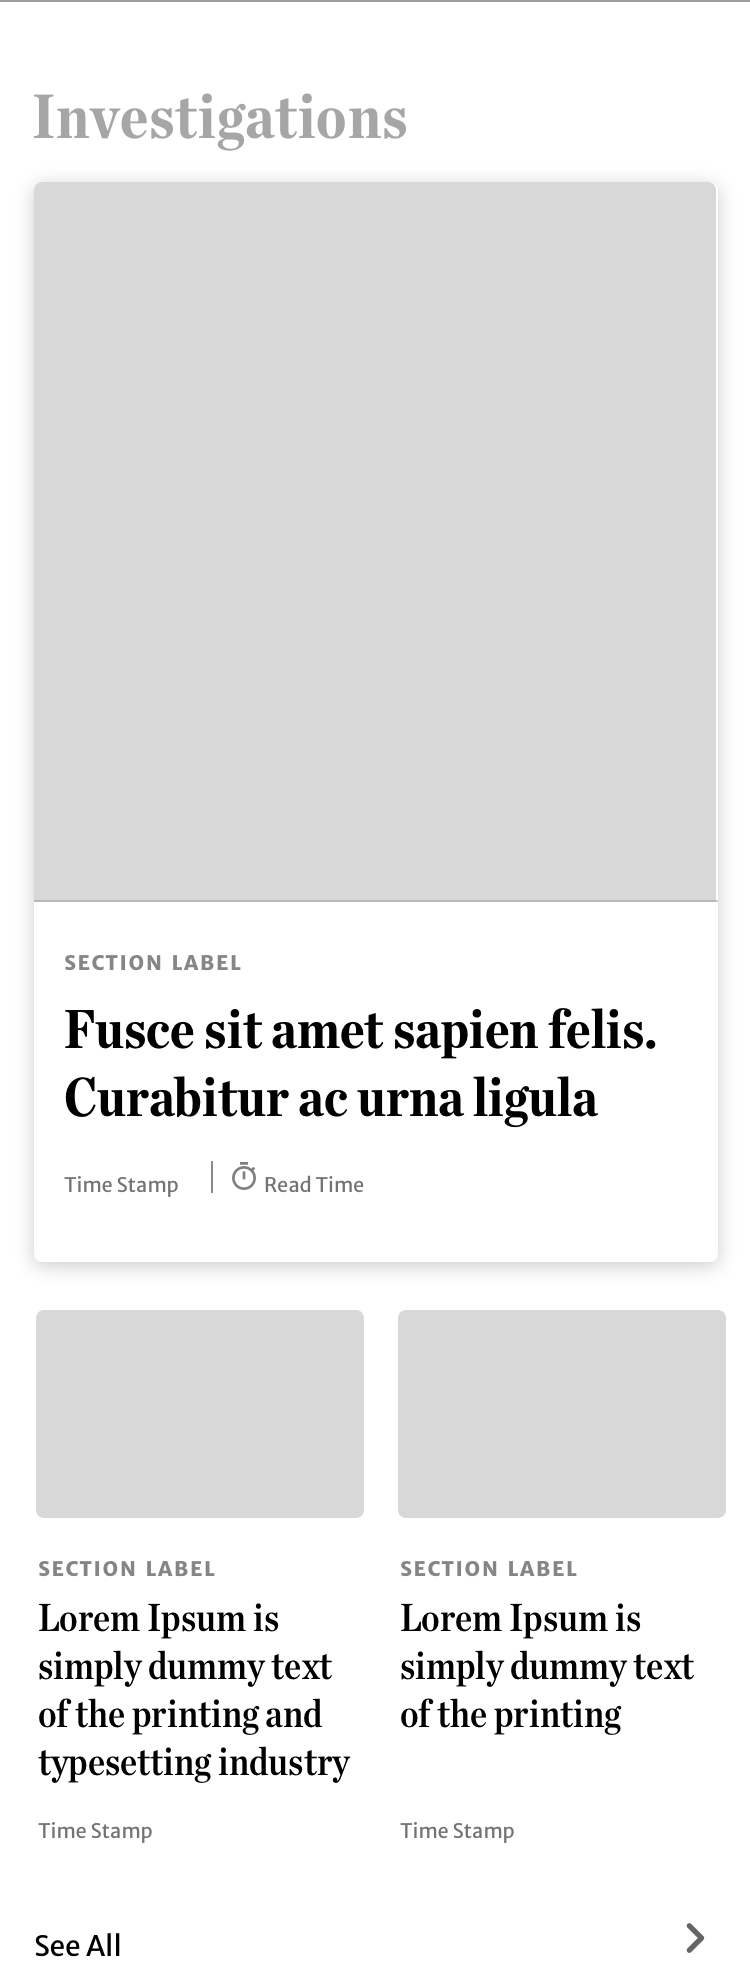 Investigations
SECTION LABEL
Fusce sit amet sapien felis.
Curabitur ac urna ligula
Time Stamp
Read Time
SECTION LABEL
Lorem Ipsum is
simply dummy text
of the printing and
typesetting industry
Time Stamp
SECTION LABEL
Lorem Ipsum is
simply dummy text
of the printing
Time Stamp
See All